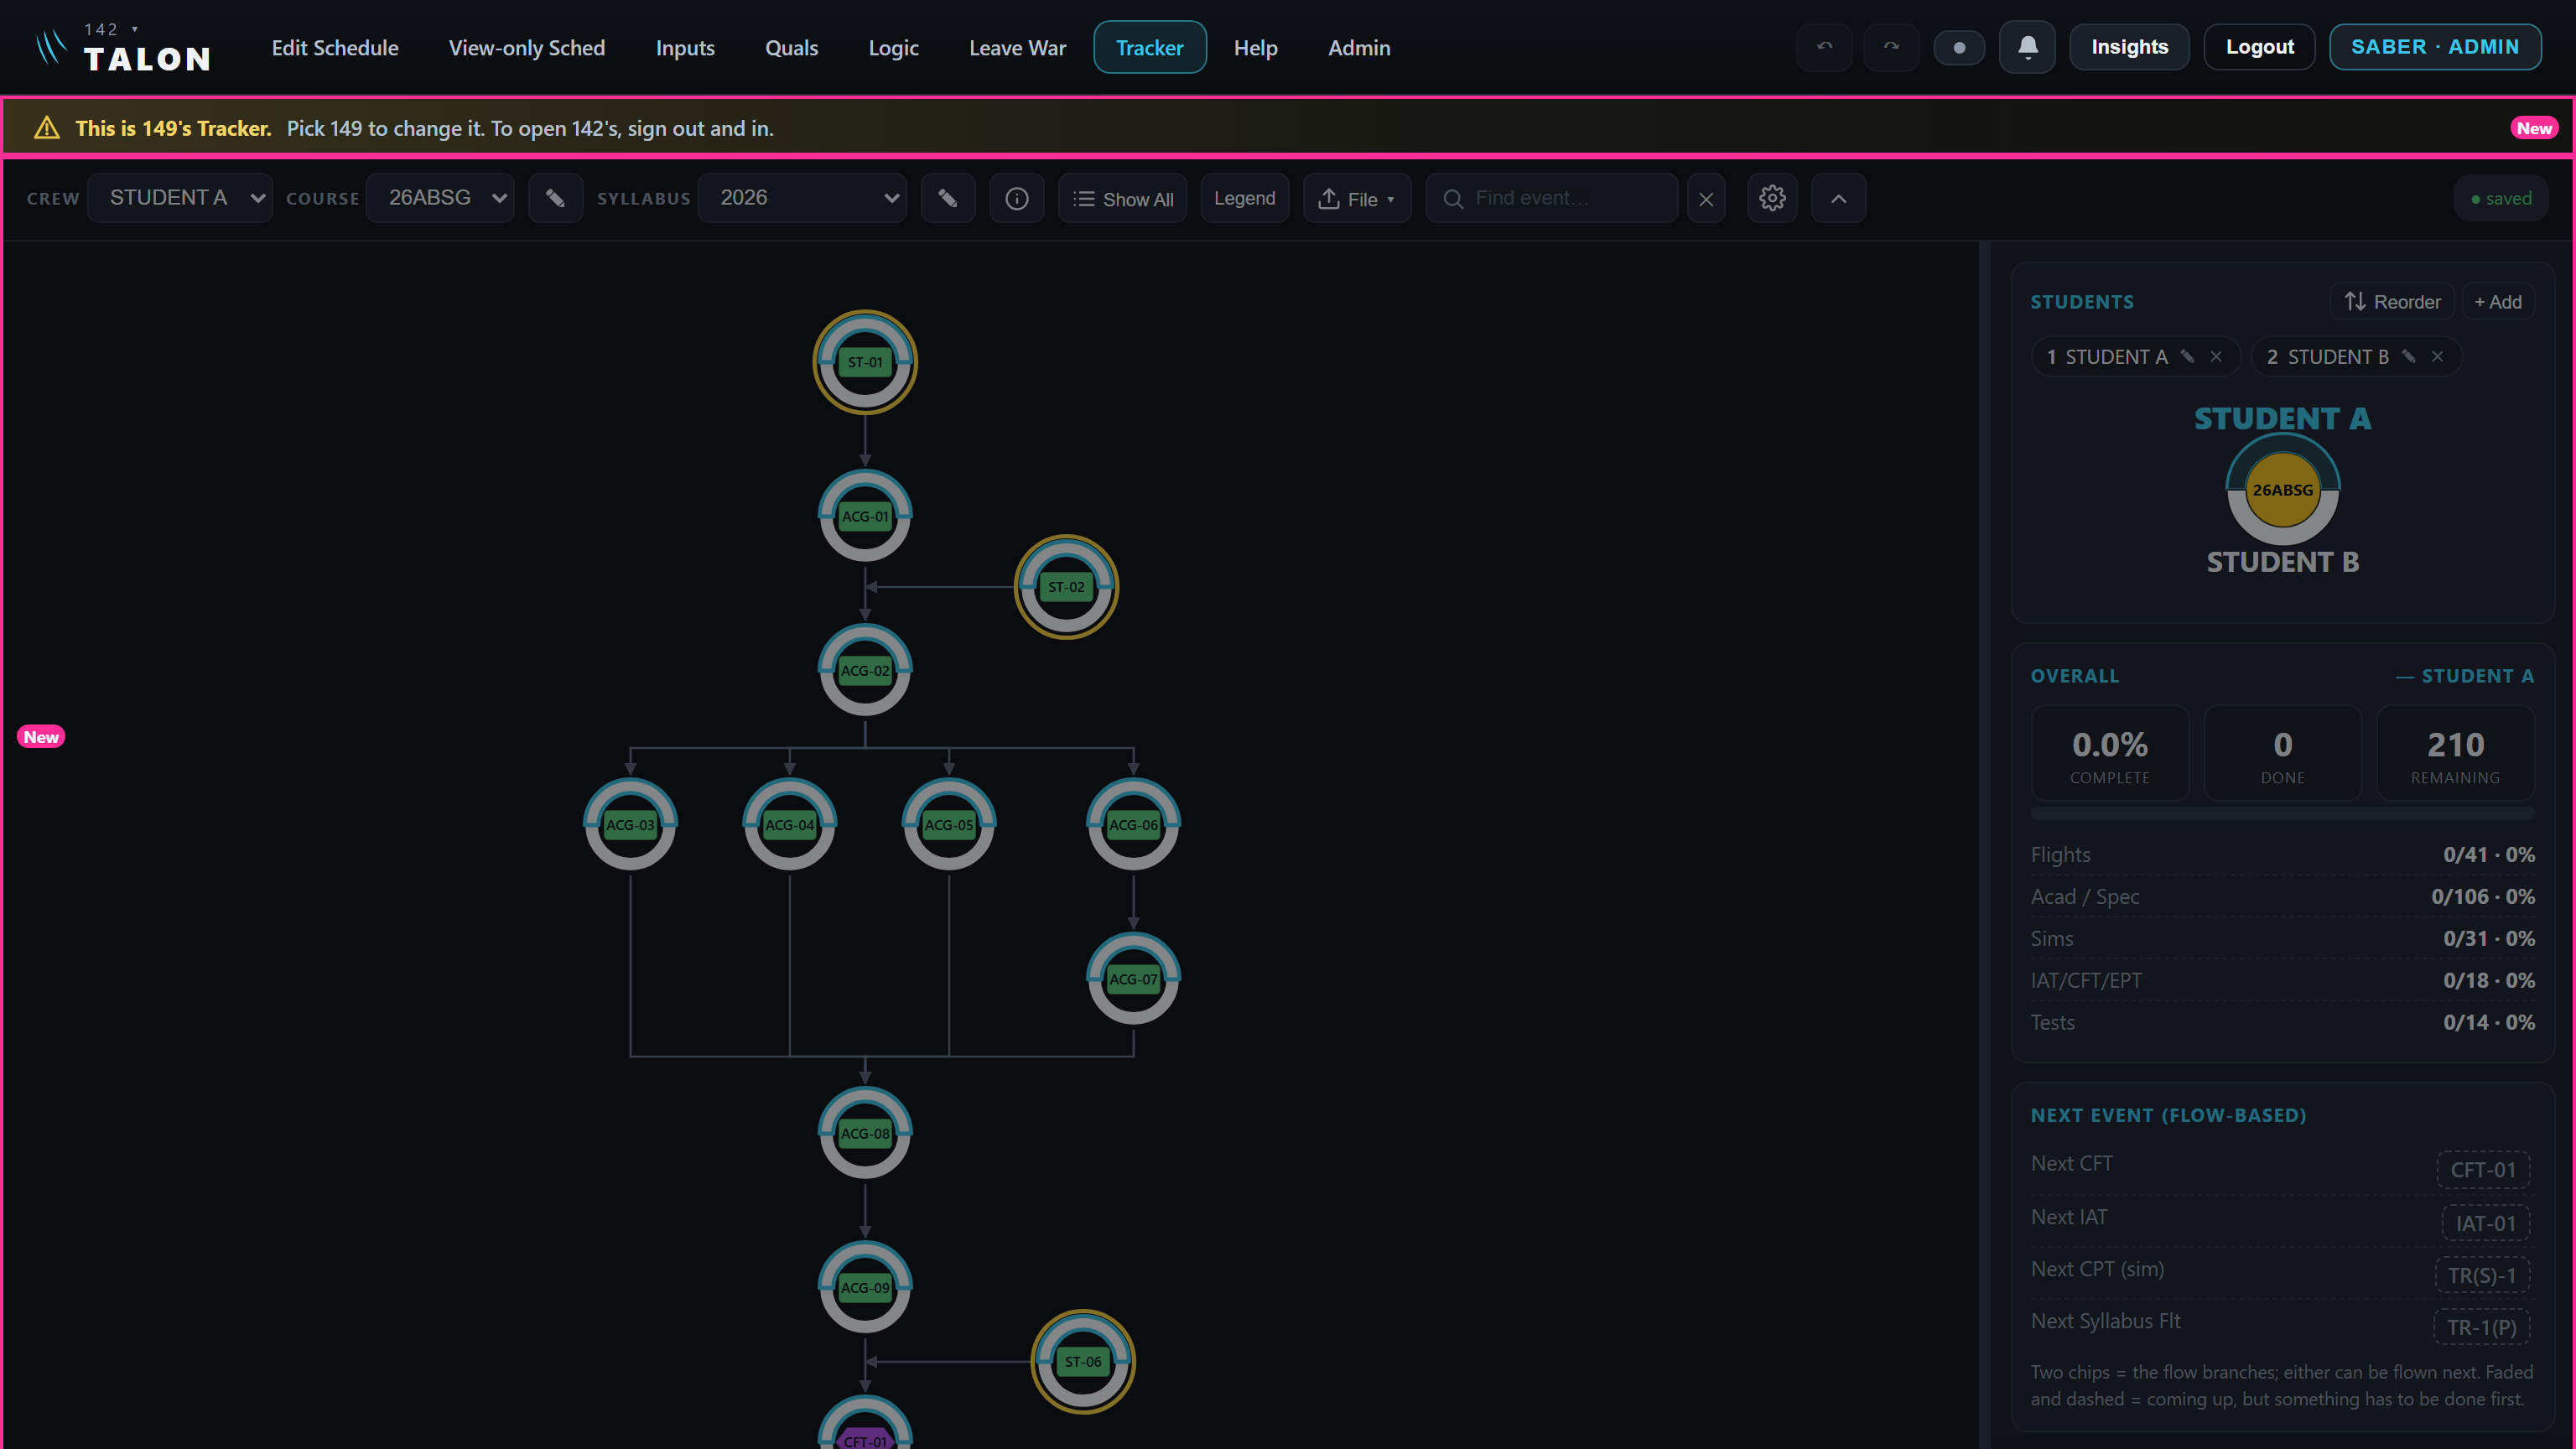 142 ▾
TALON
Edit Schedule
View-only Sched
Inputs
Quals
Logic
Leave War
Tracker
Help
Admin
Insights
Logout
SABER · ADMIN
This is 149's Tracker. Pick 149 to change it. To open 142's, sign out and in.
New
CREW
STUDENT A
COURSE
26ABSG
SYLLABUS
2026
Show All
Legend
File ▾
Find event…
saved
ST-01
ACG-01
ST-02
ACG-02
ACG-03
ACG-04
ACG-05
ACG-06
ACG-07
ACG-08
ACG-09
ST-06
CFT-01
New
STUDENTS
Reorder
+ Add
1 STUDENT A
2 STUDENT B
STUDENT A
26ABSG
STUDENT B
OVERALL
— STUDENT A
0.0%
COMPLETE
0
DONE
210
REMAINING
Flights 0/41 · 0%
Acad / Spec 0/106 · 0%
Sims 0/31 · 0%
IAT/CFT/EPT 0/18 · 0%
Tests 0/14 · 0%
NEXT EVENT (FLOW-BASED)
Next CFT CFT-01
Next IAT IAT-01
Next CPT (sim) TR(S)-1
Next Syllabus Flt TR-1(P)
Two chips = the flow branches; either can be flown next. Faded
and dashed = coming up, but something has to be done first.